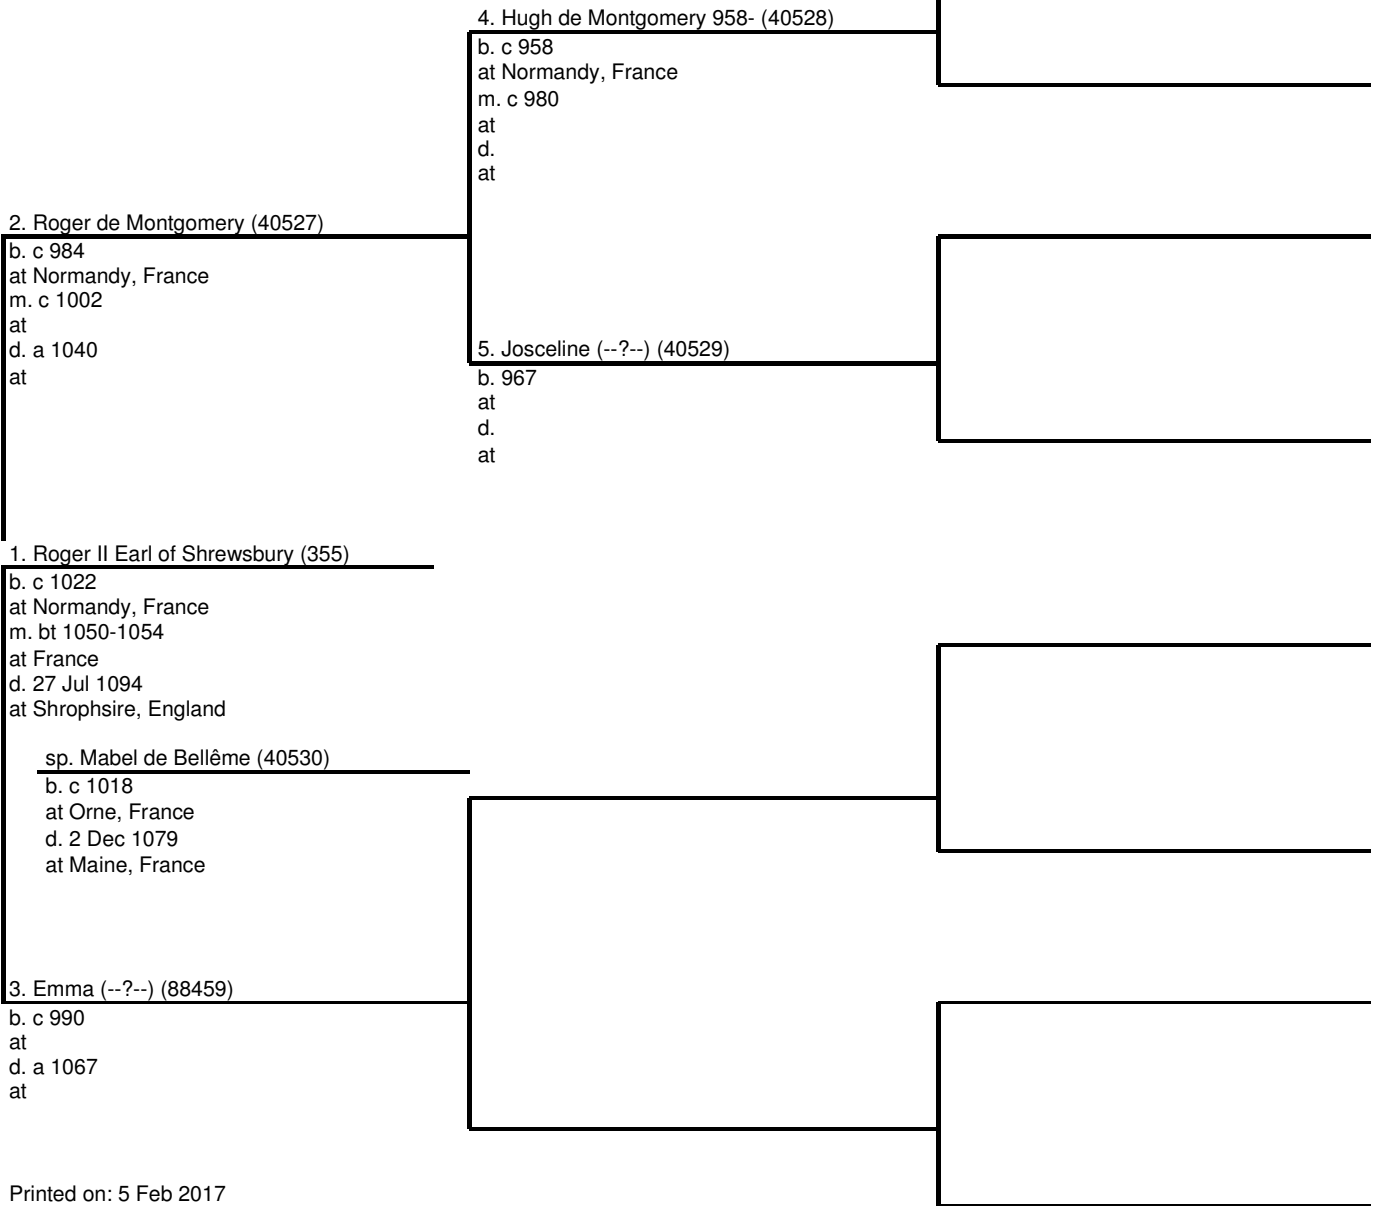 4. Hugh de Montgomery 958- (40528)
b. c 958
at Normandy, France
m. c 980
at
d.
at
2. Roger de Montgomery (40527)
b. c 984
at Normandy, France
m. c 1002
at
d. a 1040
at
5. Josceline (--?--) (40529)
b. 967
at
d.
at
1. Roger II Earl of Shrewsbury (355)
b. c 1022
at Normandy, France
m. bt 1050-1054
at France
d. 27 Jul 1094
at Shrophsire, England
sp. Mabel de Bellême (40530)
b. c 1018
at Orne, France
d. 2 Dec 1079
at Maine, France
3. Emma (--?--) (88459)
b. c 990
at
d. a 1067
at
Printed on: 5 Feb 2017